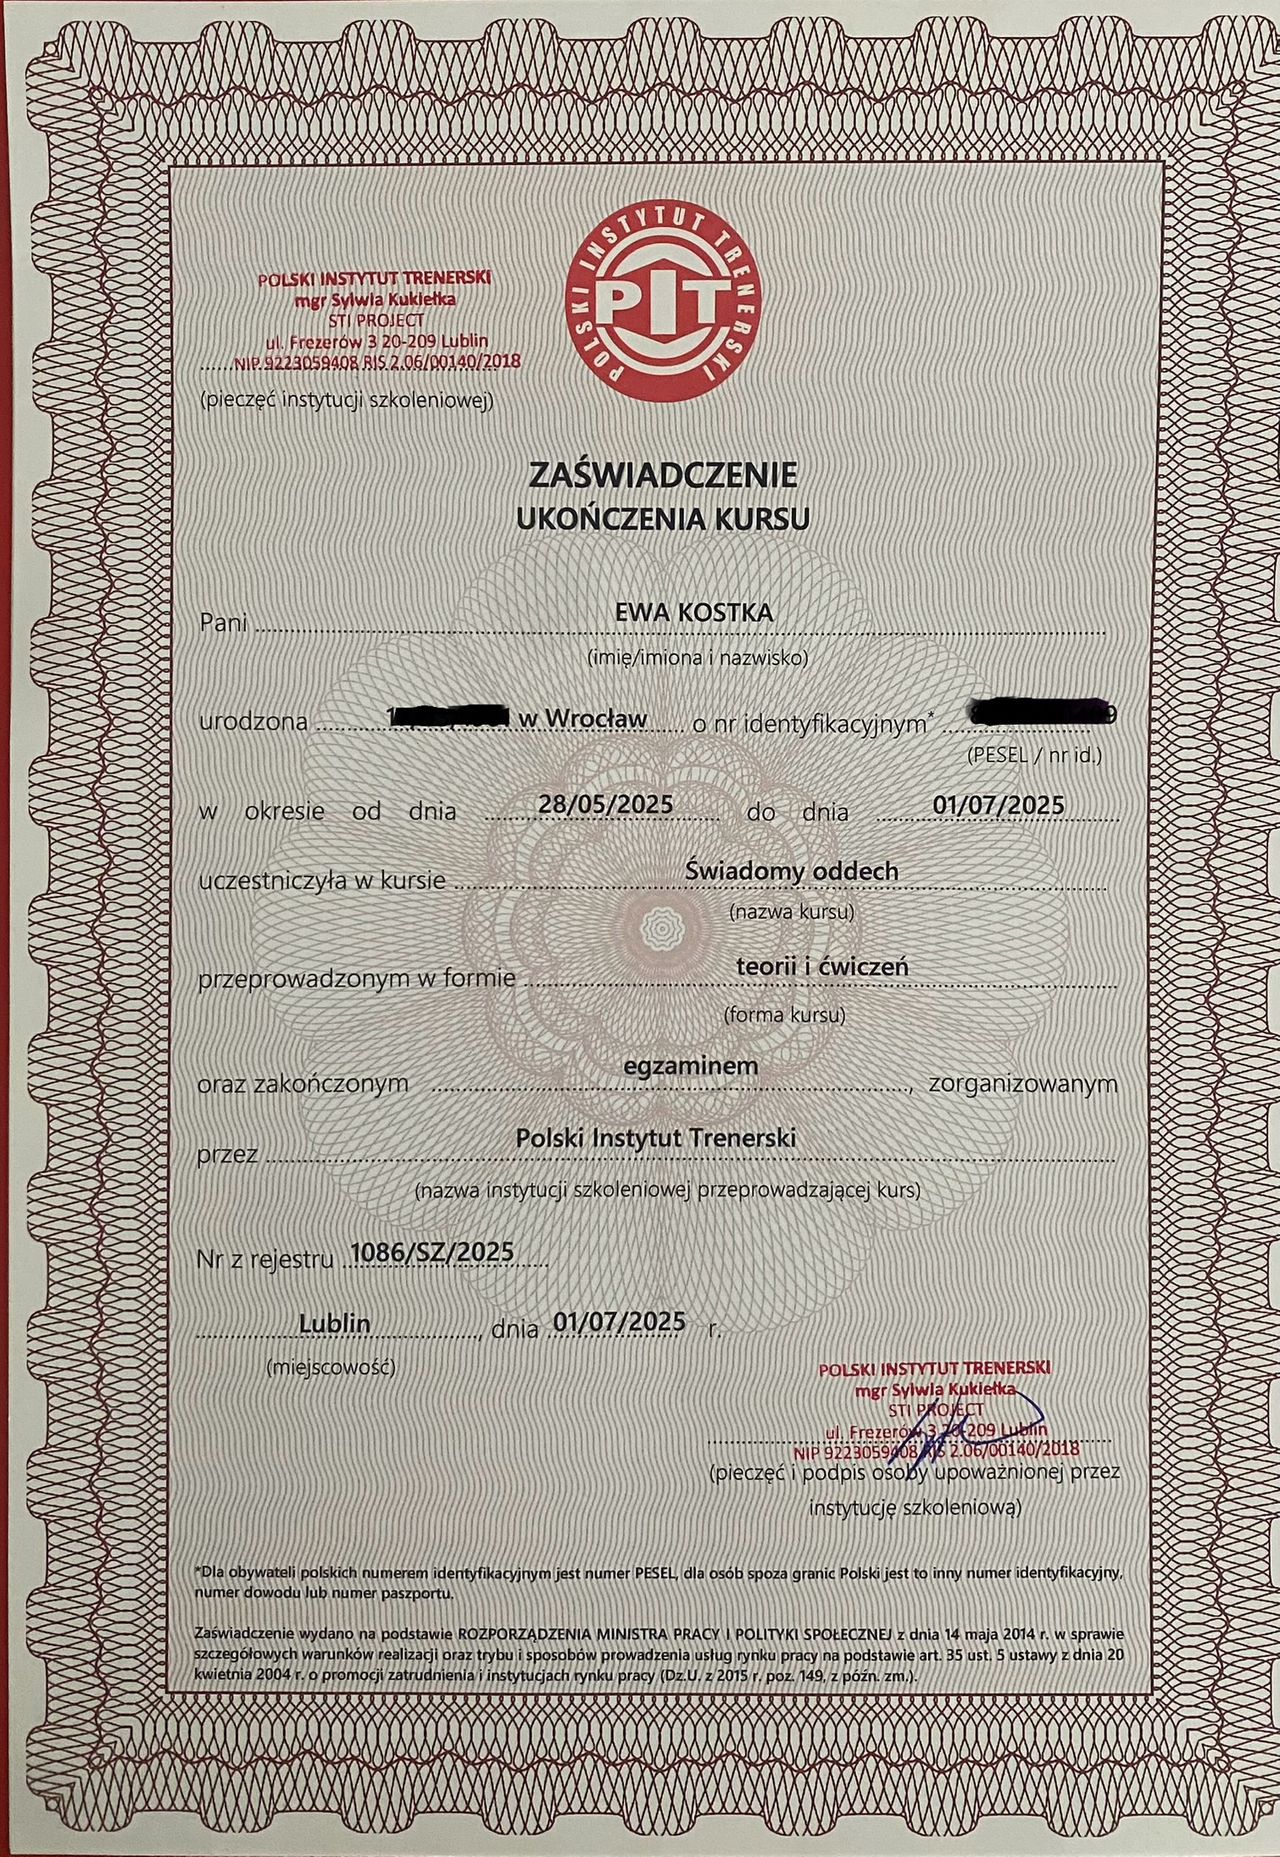 POLSKI INSTYTUT TRENERSKI
mgr Sylwia Kukiełka
STI PROJECT
ul. Frezerów 3 20-209 Lublin
NIP 9223059408 RIS 2.06/00140/2018
(pieczęć instytucji szkoleniowej)
POLSKI INSTYTUT TRENERSKI
PIT
ZAŚWIADCZENIE
UKOŃCZENIA KURSU
Pani EWA KOSTKA
(imię/imiona i nazwisko)
urodzona 1 w Wrocław o nr identyfikacyjnym* 9
(PESEL / nr id.)
w okresie od dnia 28/05/2025 do dnia 01/07/2025
uczestniczyła w kursie Świadomy oddech
(nazwa kursu)
przeprowadzonym w formie teorii i ćwiczeń
(forma kursu)
oraz zakończonym egzaminem, zorganizowanym
przez Polski Instytut Trenerski
(nazwa instytucji szkoleniowej przeprowadzającej kurs)
Nr z rejestru 1086/SZ/2025
Lublin, dnia 01/07/2025 r.
(miejscowość)
POLSKI INSTYTUT TRENERSKI
mgr Sylwia Kukiełka
STI PROJECT
ul. Frezerów 3 20-209 Lublin
NIP 9223059408 RIS 2.06/00140/2018
(pieczęć i podpis osoby upoważnionej przez
instytucję szkoleniową)
*Dla obywateli polskich numerem identyfikacyjnym jest numer PESEL, dla osób spoza granic Polski jest to inny numer identyfikacyjny,
numer dowodu lub numer paszportu.
Zaświadczenie wydano na podstawie ROZPORZĄDZENIA MINISTRA PRACY I POLITYKI SPOŁECZNEJ z dnia 14 maja 2014 r. w sprawie
szczegółowych warunków realizacji oraz trybu i sposobów prowadzenia usług rynku pracy na podstawie art. 35 ust. 5 ustawy z dnia 20
kwietnia 2004 r. o promocji zatrudnienia i instytucjach rynku pracy (Dz.U. z 2015 r. poz. 149, z późn. zm.).